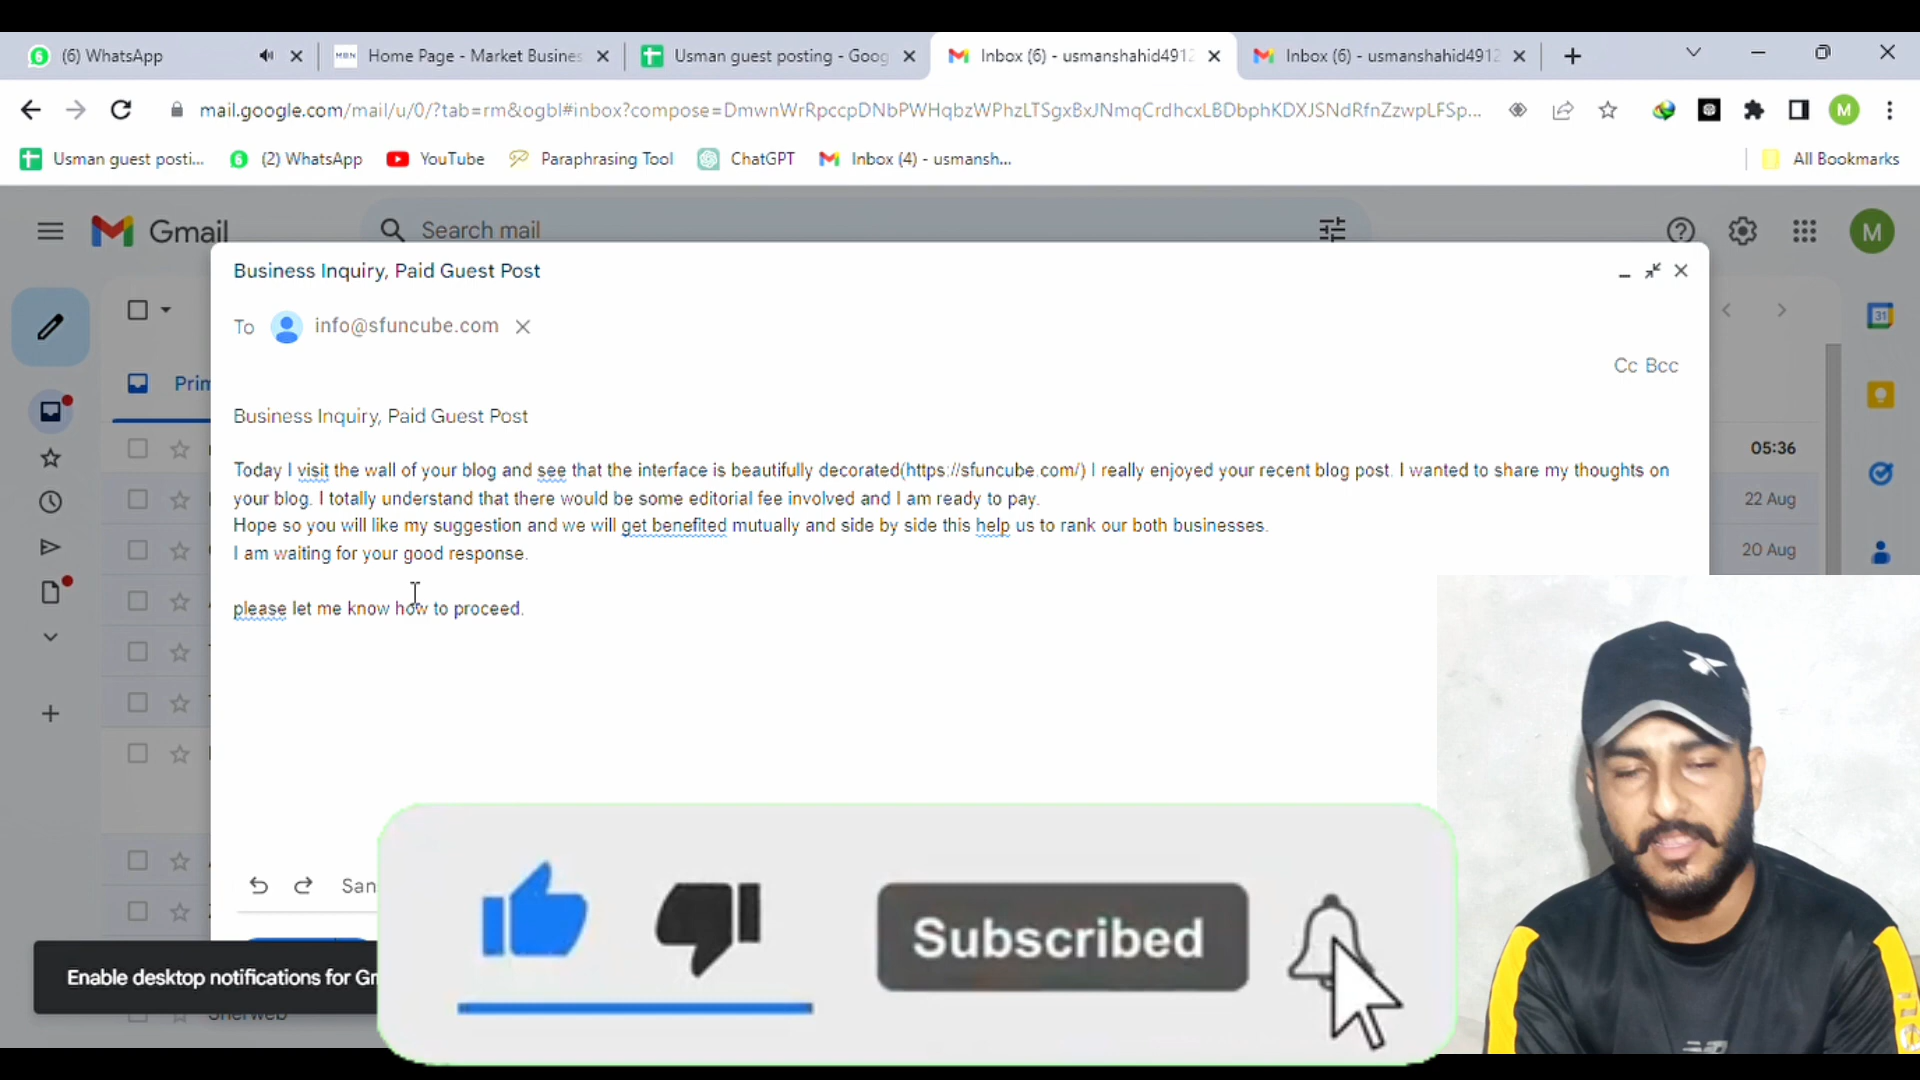 (6) WhatsApp
Home Page - Market Busines
Usman guest posting - Goog
Inbox (6) - usmanshahid4912
Inbox (6) - usmanshahid4912
mail.google.com/mail/u/0/?tab=rm&ogbl#inbox?compose=DmwnWrRpccpDNbPWHqbzWPhzLTSgxBxJNmqCrdhcxLBDbphKDXJSNdRfnZzwpLFSp...
M
Usman guest posti...
(2) WhatsApp
YouTube
Paraphrasing Tool
ChatGPT
Inbox (4) - usmansh...
All Bookmarks
Gmail
Search mail
M
Business Inquiry, Paid Guest Post
To info@sfuncube.com
Cc Bcc
Prim
Business Inquiry, Paid Guest Post
05:36
Today I visit the wall of your blog and see that the interface is beautifully decorated(https://sfuncube.com/) I really enjoyed your recent blog post. I wanted to share my thoughts on
your blog. I totally understand that there would be some editorial fee involved and I am ready to pay.
22 Aug
Hope so you will like my suggestion and we will get benefited mutually and side by side this help us to rank our both businesses.
I am waiting for your good response.
20 Aug
please let me know how to proceed.
San
Subscribed
Enable desktop notifications for Gm
Sherweb